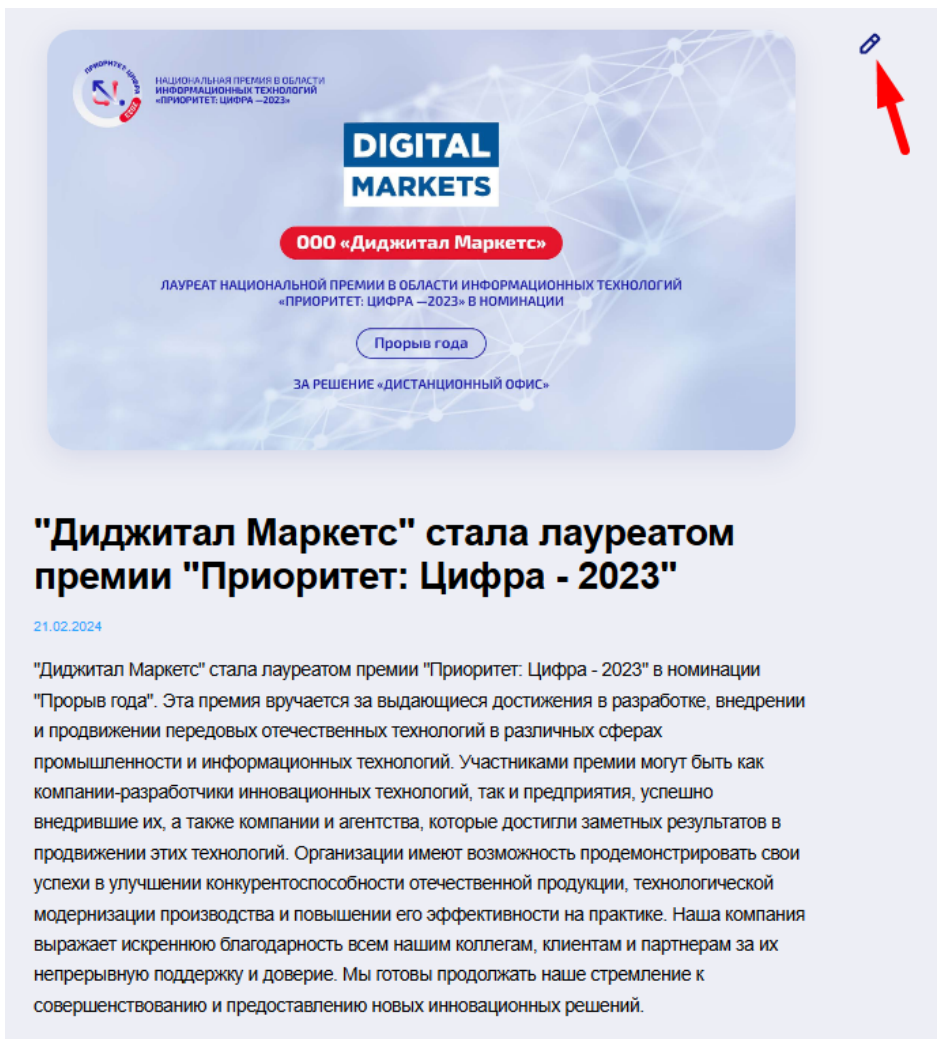 ПРИОРИТЕТ ЦИФРА
2023
НАЦИОНАЛЬНАЯ ПРЕМИЯ В ОБЛАСТИ
ИНФОРМАЦИОННЫХ ТЕХНОЛОГИЙ
«ПРИОРИТЕТ: ЦИФРА —2023»
DIGITAL
MARKETS
ООО «Диджитал Маркетс»
ЛАУРЕАТ НАЦИОНАЛЬНОЙ ПРЕМИИ В ОБЛАСТИ ИНФОРМАЦИОННЫХ ТЕХНОЛОГИЙ
«ПРИОРИТЕТ: ЦИФРА —2023» В НОМИНАЦИИ
Прорыв года
ЗА РЕШЕНИЕ «ДИСТАНЦИОННЫЙ ОФИС»
"Диджитал Маркетс" стала лауреатом
премии "Приоритет: Цифра - 2023"
21.02.2024
"Диджитал Маркетс" стала лауреатом премии "Приоритет: Цифра - 2023" в номинации
"Прорыв года". Эта премия вручается за выдающиеся достижения в разработке, внедрении
и продвижении передовых отечественных технологий в различных сферах
промышленности и информационных технологий. Участниками премии могут быть как
компании-разработчики инновационных технологий, так и предприятия, успешно
внедрившие их, а также компании и агентства, которые достигли заметных результатов в
продвижении этих технологий. Организации имеют возможность продемонстрировать свои
успехи в улучшении конкурентоспособности отечественной продукции, технологической
модернизации производства и повышении его эффективности на практике. Наша компания
выражает искреннюю благодарность всем нашим коллегам, клиентам и партнерам за их
непрерывную поддержку и доверие. Мы готовы продолжать наше стремление к
совершенствованию и предоставлению новых инновационных решений.